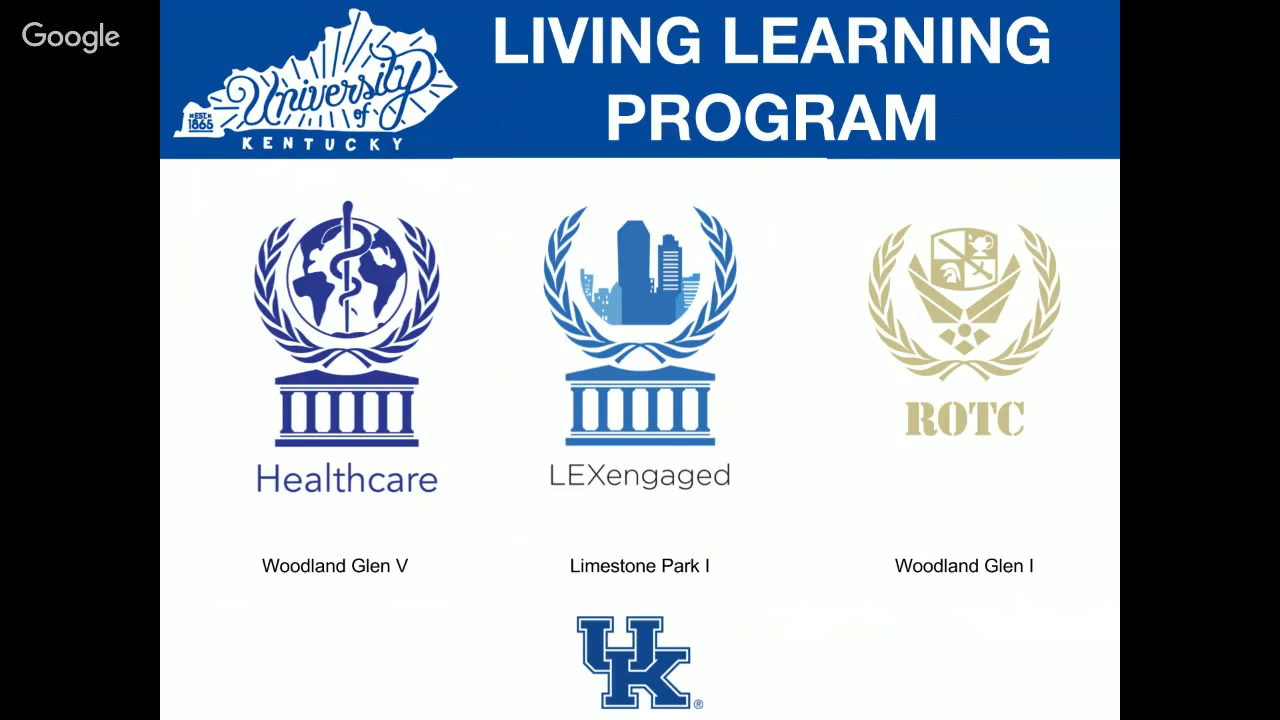 Google
University
of
EST.
1865
KENTUCKY
LIVING LEARNING
PROGRAM
Healthcare
LEXengaged
ROTC
Woodland Glen V
Limestone Park I
Woodland Glen I
UK®